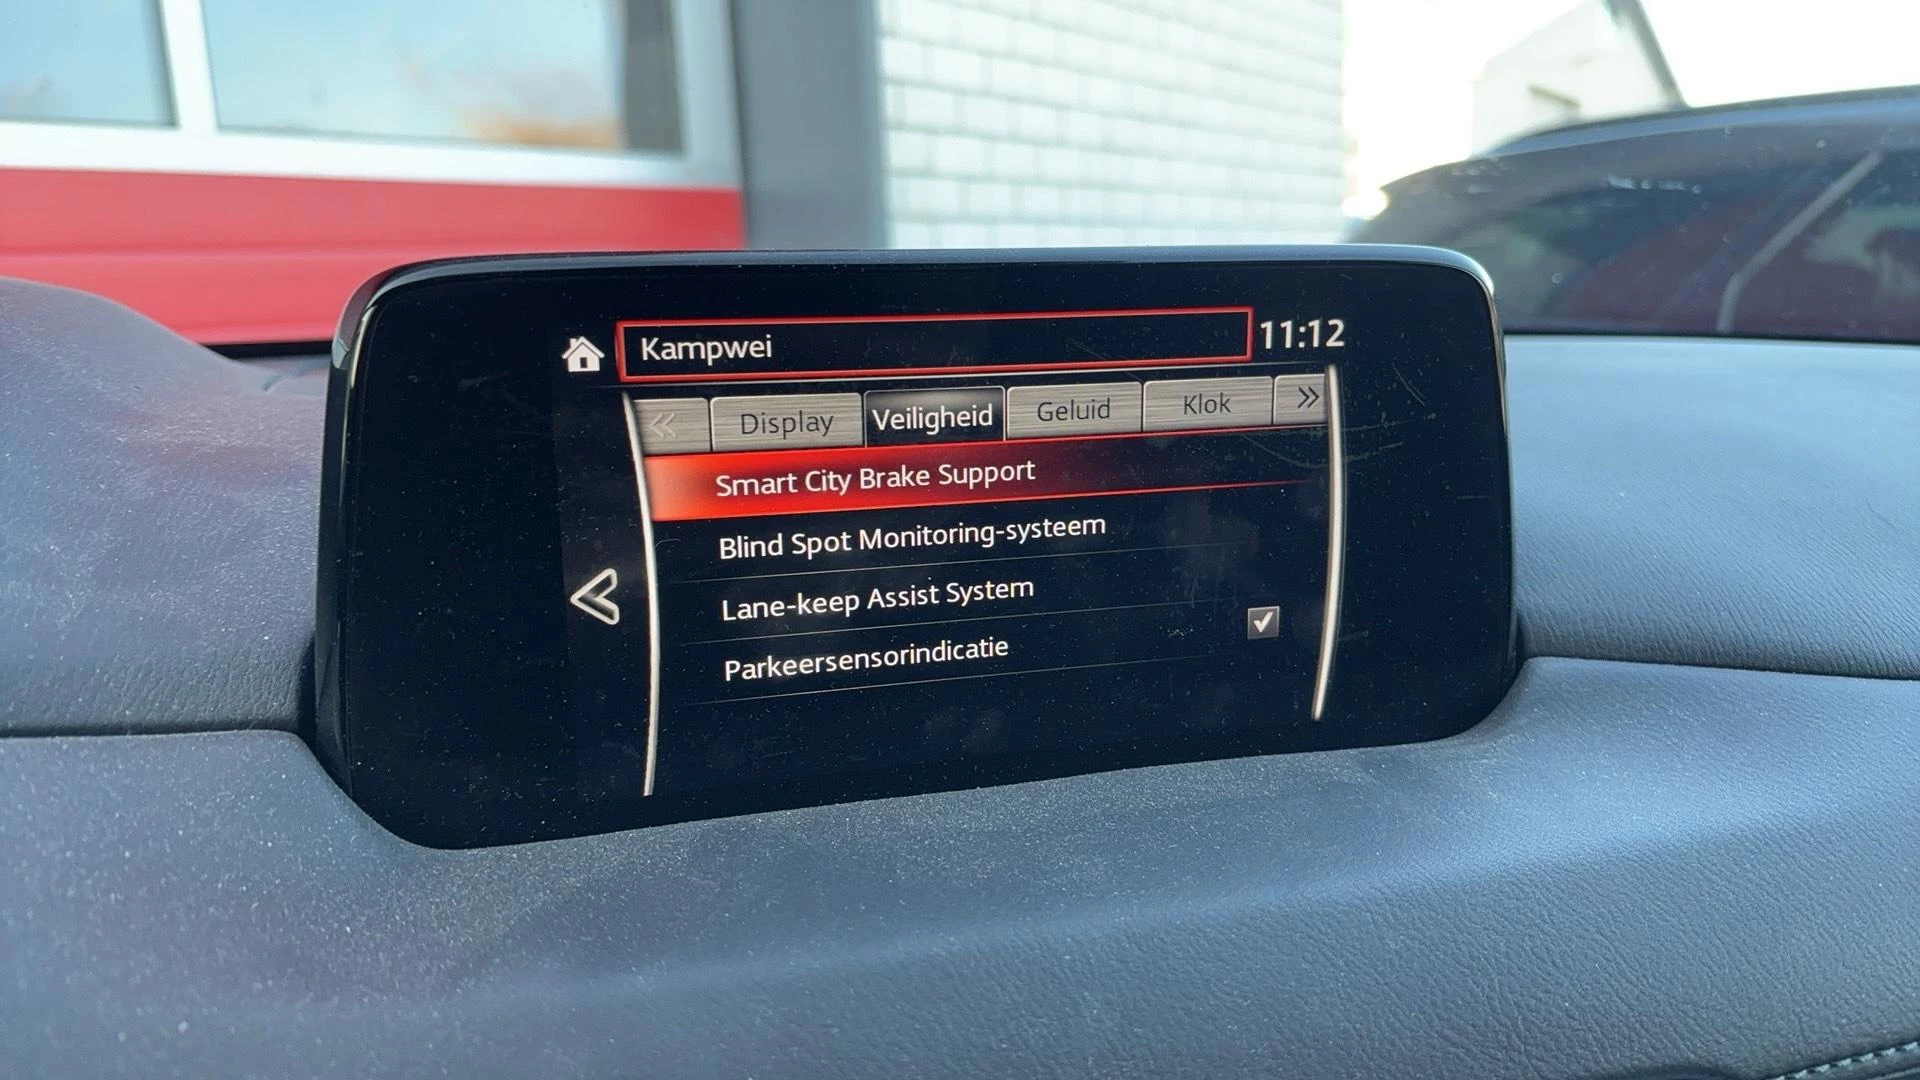 Kampwei 11:12
Display Veiligheid Geluid Klok
Smart City Brake Support
Blind Spot Monitoring-systeem
Lane-keep Assist System
Parkeersensorindicatie